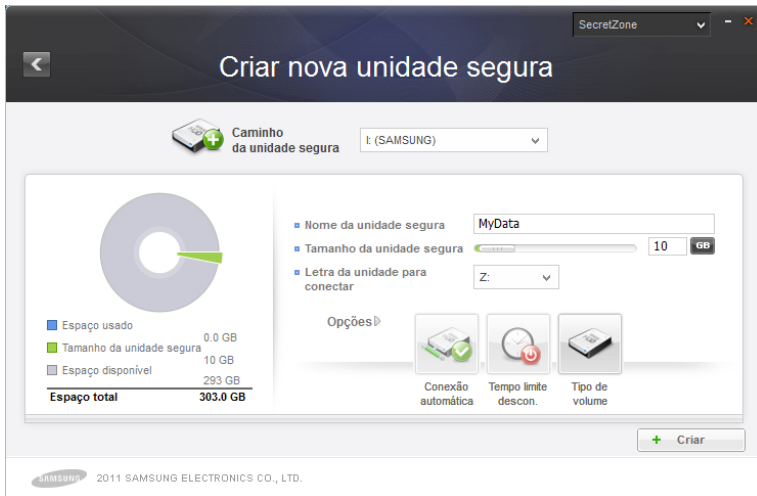 SecretZone
Criar nova unidade segura
Caminho
da unidade segura
I: (SAMSUNG)
Nome da unidade segura
MyData
Tamanho da unidade segura
10
GB
Letra da unidade para
conectar
Z:
Opções
Conexão
automática
Tempo limite
descon.
Tipo de
volume
Espaço usado
0.0 GB
Tamanho da unidade segura
10 GB
Espaço disponível
293 GB
Espaço total 303.0 GB
+ Criar
SAMSUNG 2011 SAMSUNG ELECTRONICS CO., LTD.